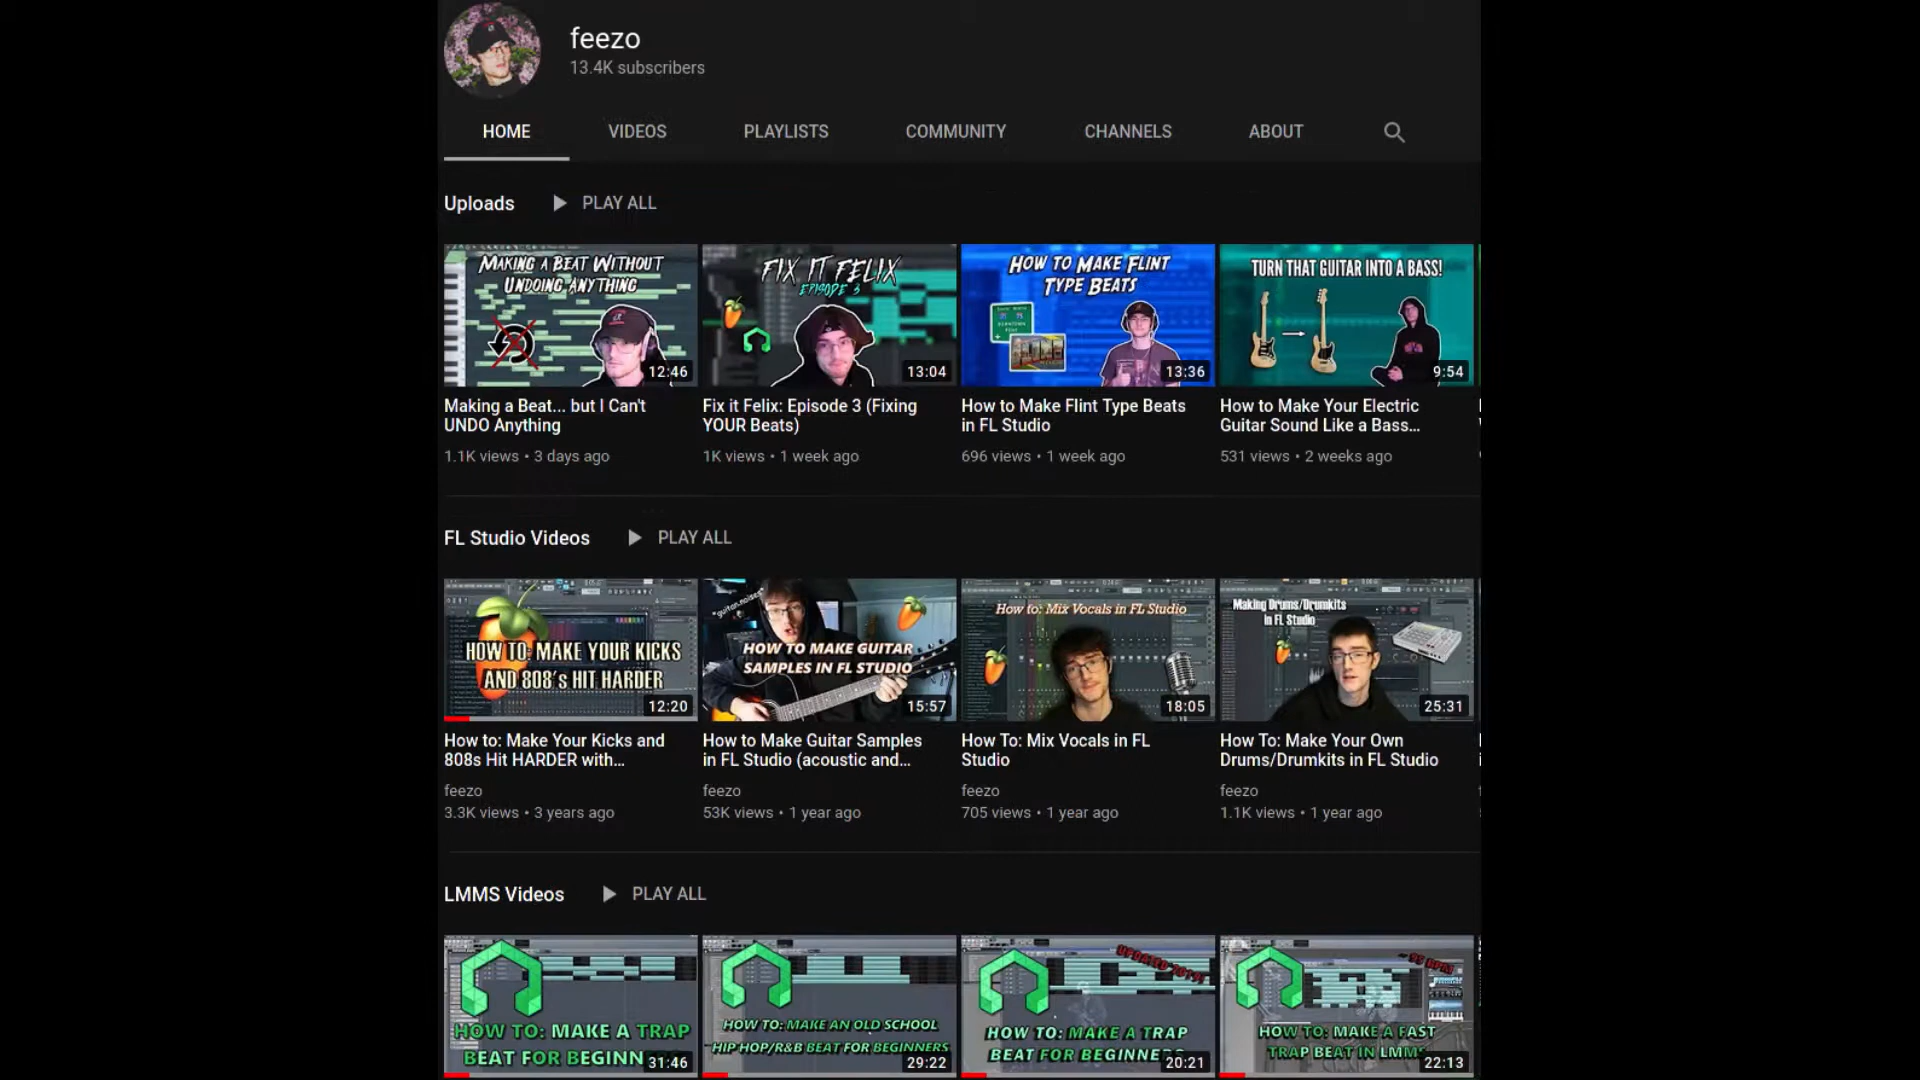 feezo
13.4K subscribers
HOME VIDEOS PLAYLISTS COMMUNITY CHANNELS ABOUT
Uploads PLAY ALL
MAKING A BEAT WITHOUT
UNDOING ANYTHING
12:46
FIX IT FELIX
EPISODE 3
13:04
HOW TO MAKE FLINT
TYPE BEATS
13:36
TURN THAT GUITAR INTO A BASS!
9:54
Making a Beat... but I Can't
UNDO Anything
1.1K views • 3 days ago
Fix it Felix: Episode 3 (Fixing
YOUR Beats)
1K views • 1 week ago
How to Make Flint Type Beats
in FL Studio
696 views • 1 week ago
How to Make Your Electric
Guitar Sound Like a Bass...
531 views • 2 weeks ago
FL Studio Videos PLAY ALL
HOW TO: MAKE YOUR KICKS
AND 808's HIT HARDER
12:20
*guitar noises*
HOW TO MAKE GUITAR
SAMPLES IN FL STUDIO
15:57
How to: Mix Vocals in FL Studio
18:05
Making Drums/Drumkits
in FL Studio
25:31
How to: Make Your Kicks and
808s Hit HARDER with...
feezo
3.3K views • 3 years ago
How to Make Guitar Samples
in FL Studio (acoustic and...
feezo
53K views • 1 year ago
How To: Mix Vocals in FL
Studio
feezo
705 views • 1 year ago
How To: Make Your Own
Drums/Drumkits in FL Studio
feezo
1.1K views • 1 year ago
LMMS Videos PLAY ALL
HOW TO: MAKE A TRAP
BEAT FOR BEGINN
31:46
HOW TO: MAKE AN OLD SCHOOL
HIP HOP/R&B BEAT FOR BEGINNERS
29:22
HOW TO: MAKE A TRAP
BEAT FOR BEGINNERS
20:21
~ 95 BPM
HOW TO: MAKE A FAST
TRAP BEAT IN LMMS
22:13